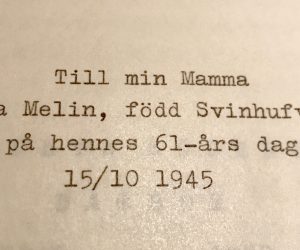 Till min Mamma
Melin, född Svinhufv
på hennes 61-års dag
15/10 1945